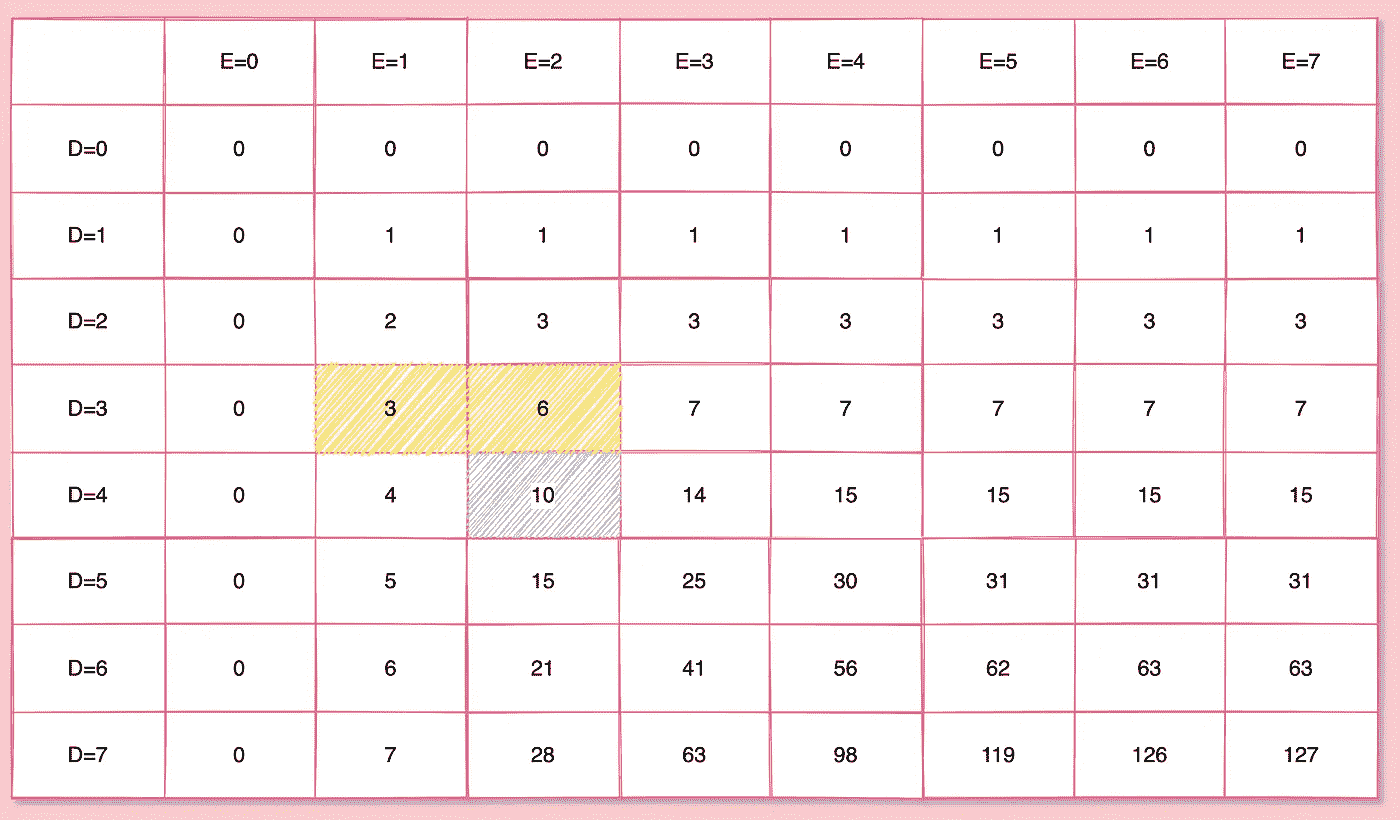 E=0 E=1 E=2 E=3 E=4 E=5 E=6 E=7
D=0 0 0 0 0 0 0 0 0
D=1 0 1 1 1 1 1 1 1
D=2 0 2 3 3 3 3 3 3
D=3 0 3 6 7 7 7 7 7
D=4 0 4 10 14 15 15 15 15
D=5 0 5 15 25 30 31 31 31
D=6 0 6 21 41 56 62 63 63
D=7 0 7 28 63 98 119 126 127